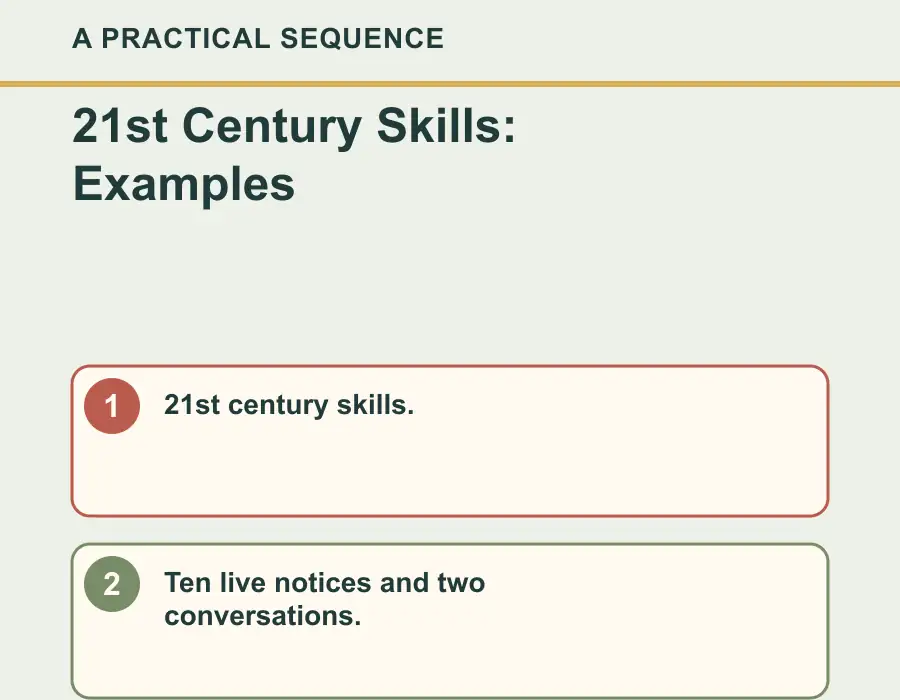 A PRACTICAL SEQUENCE
21st Century Skills:
Examples
1
21st century skills.
2
Ten live notices and two
conversations.